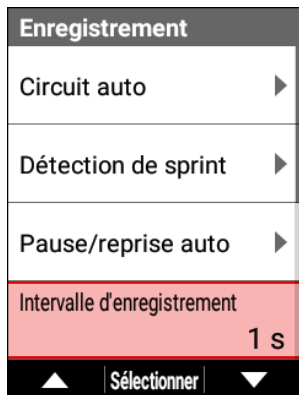 Enregistrement
Circuit auto
Détection de sprint
Pause/reprise auto
Intervalle d'enregistrement
1 s
Sélectionner